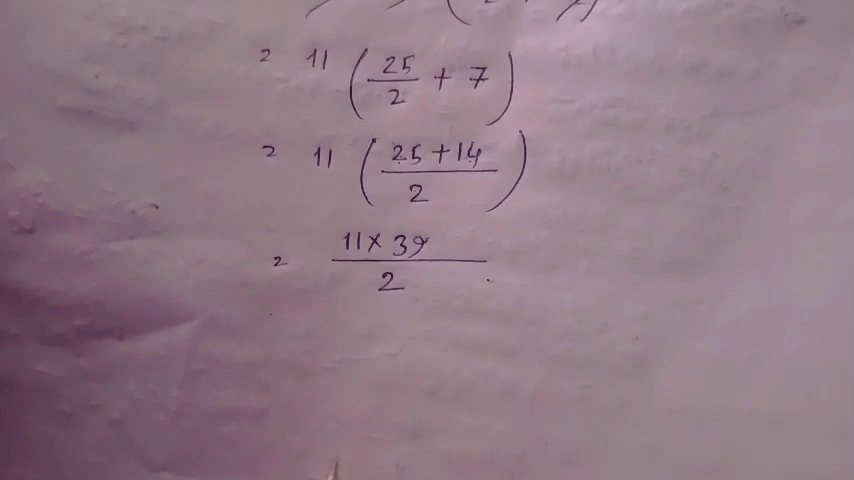 = 11 ( 25/2 + 7 )
= 11 ( 25+14 / 2 )
= 11 × 39 / 2